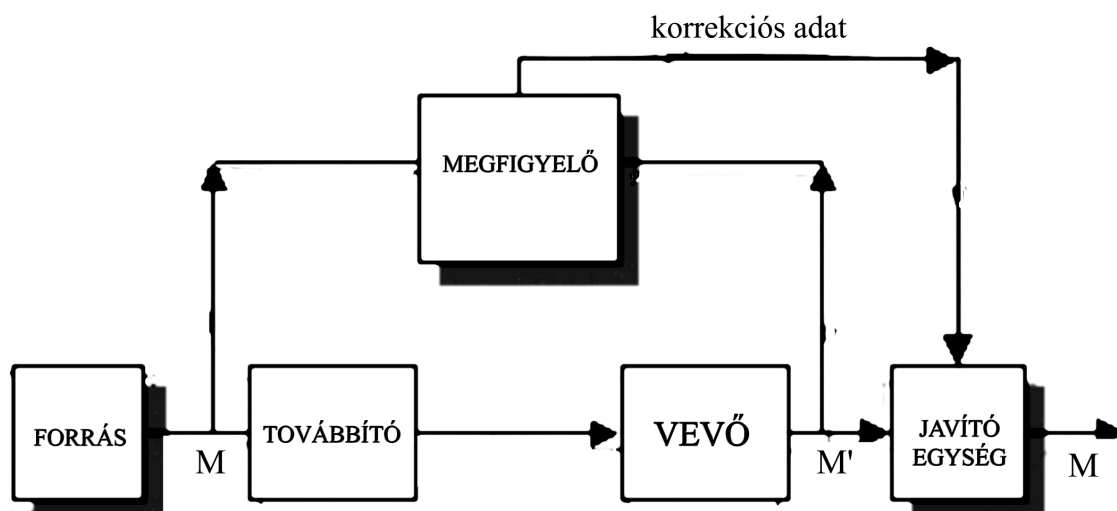 korrekciós adat
MEGFIGYELŐ
FORRÁS
M
TOVÁBBÍTÓ
VEVŐ
M'
JAVÍTÓ
EGYSÉG
M